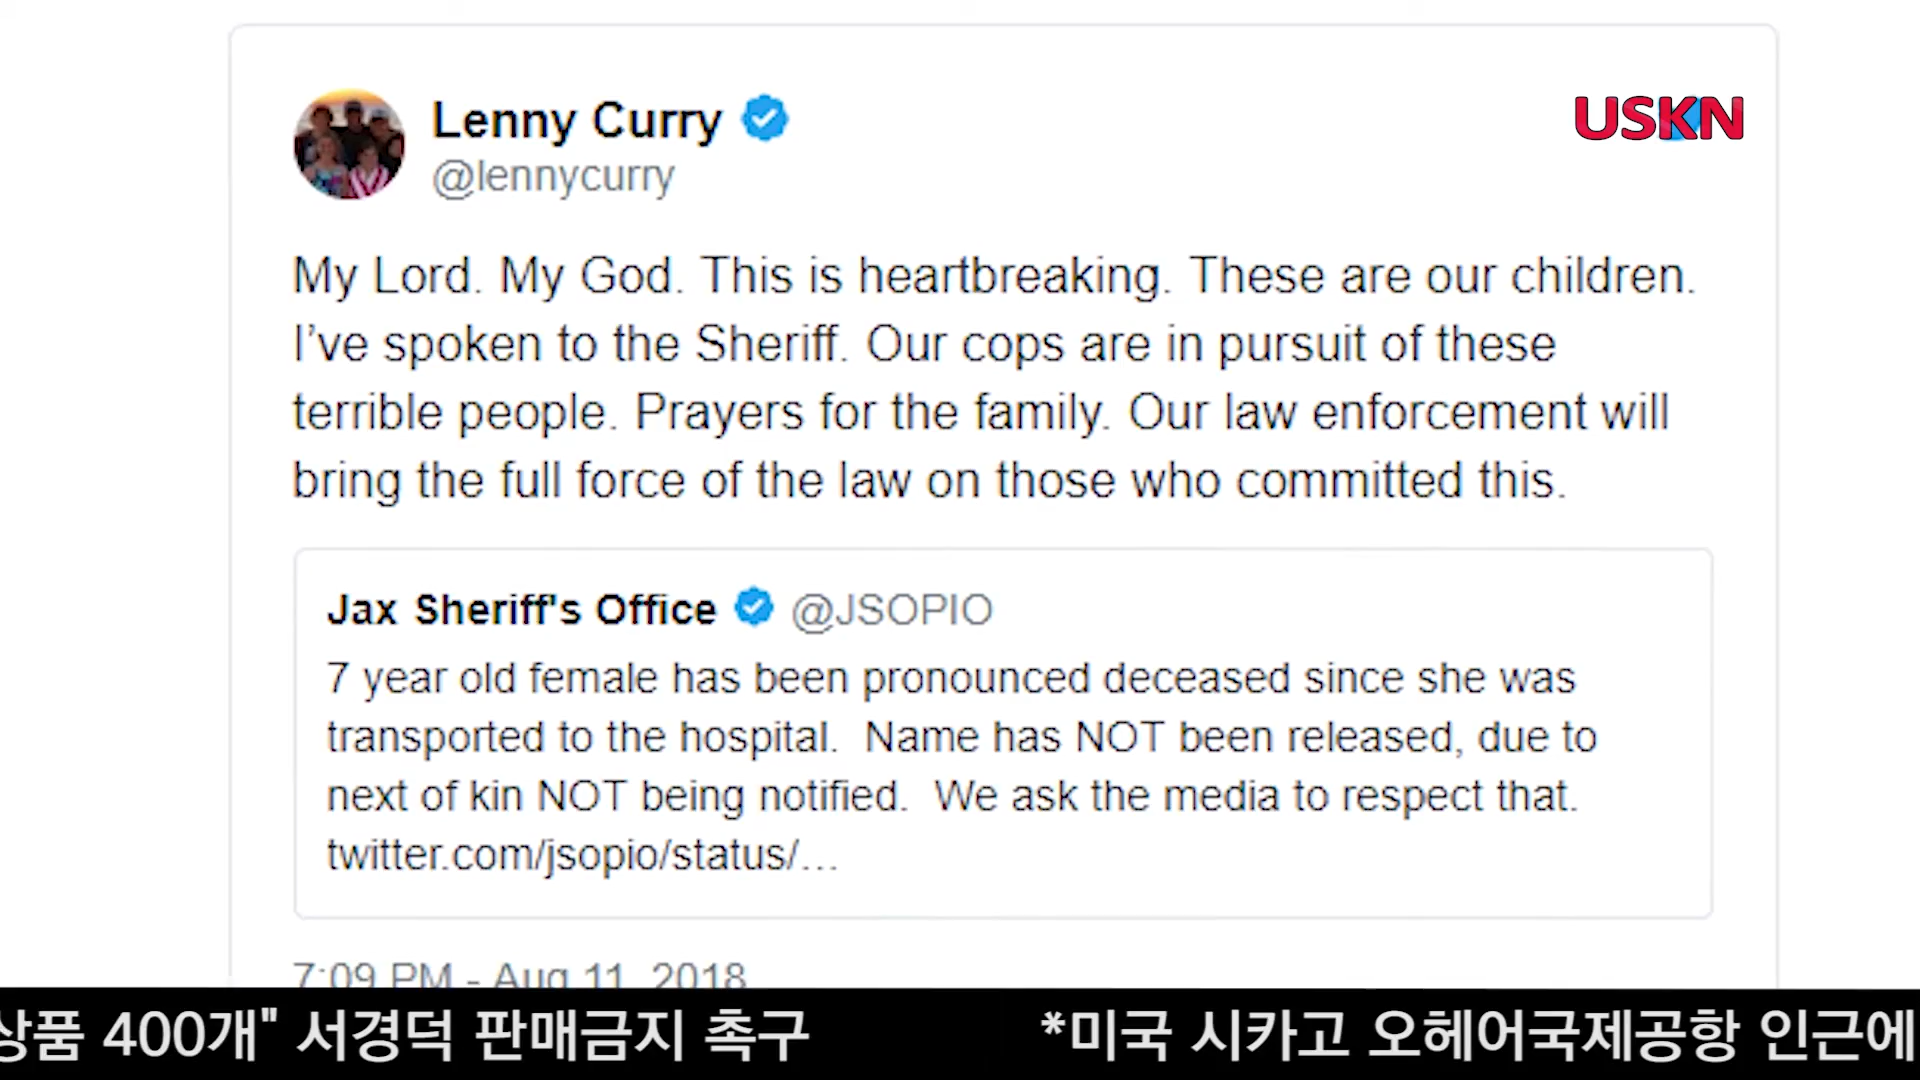 Lenny Curry
USKN
@lennycurry
My Lord. My God. This is heartbreaking. These are our children.
I’ve spoken to the Sheriff. Our cops are in pursuit of these
terrible people. Prayers for the family. Our law enforcement will
bring the full force of the law on those who committed this.
Jax Sheriff's Office @JSOPIO
7 year old female has been pronounced deceased since she was
transported to the hospital.  Name has NOT been released, due to
next of kin NOT being notified.  We ask the media to respect that.
twitter.com/jsopio/status/...
7:09 PM - Aug 11, 2018
상품 400개" 서경덕 판매금지 촉구 *미국 시카고 오헤어국제공항 인근에